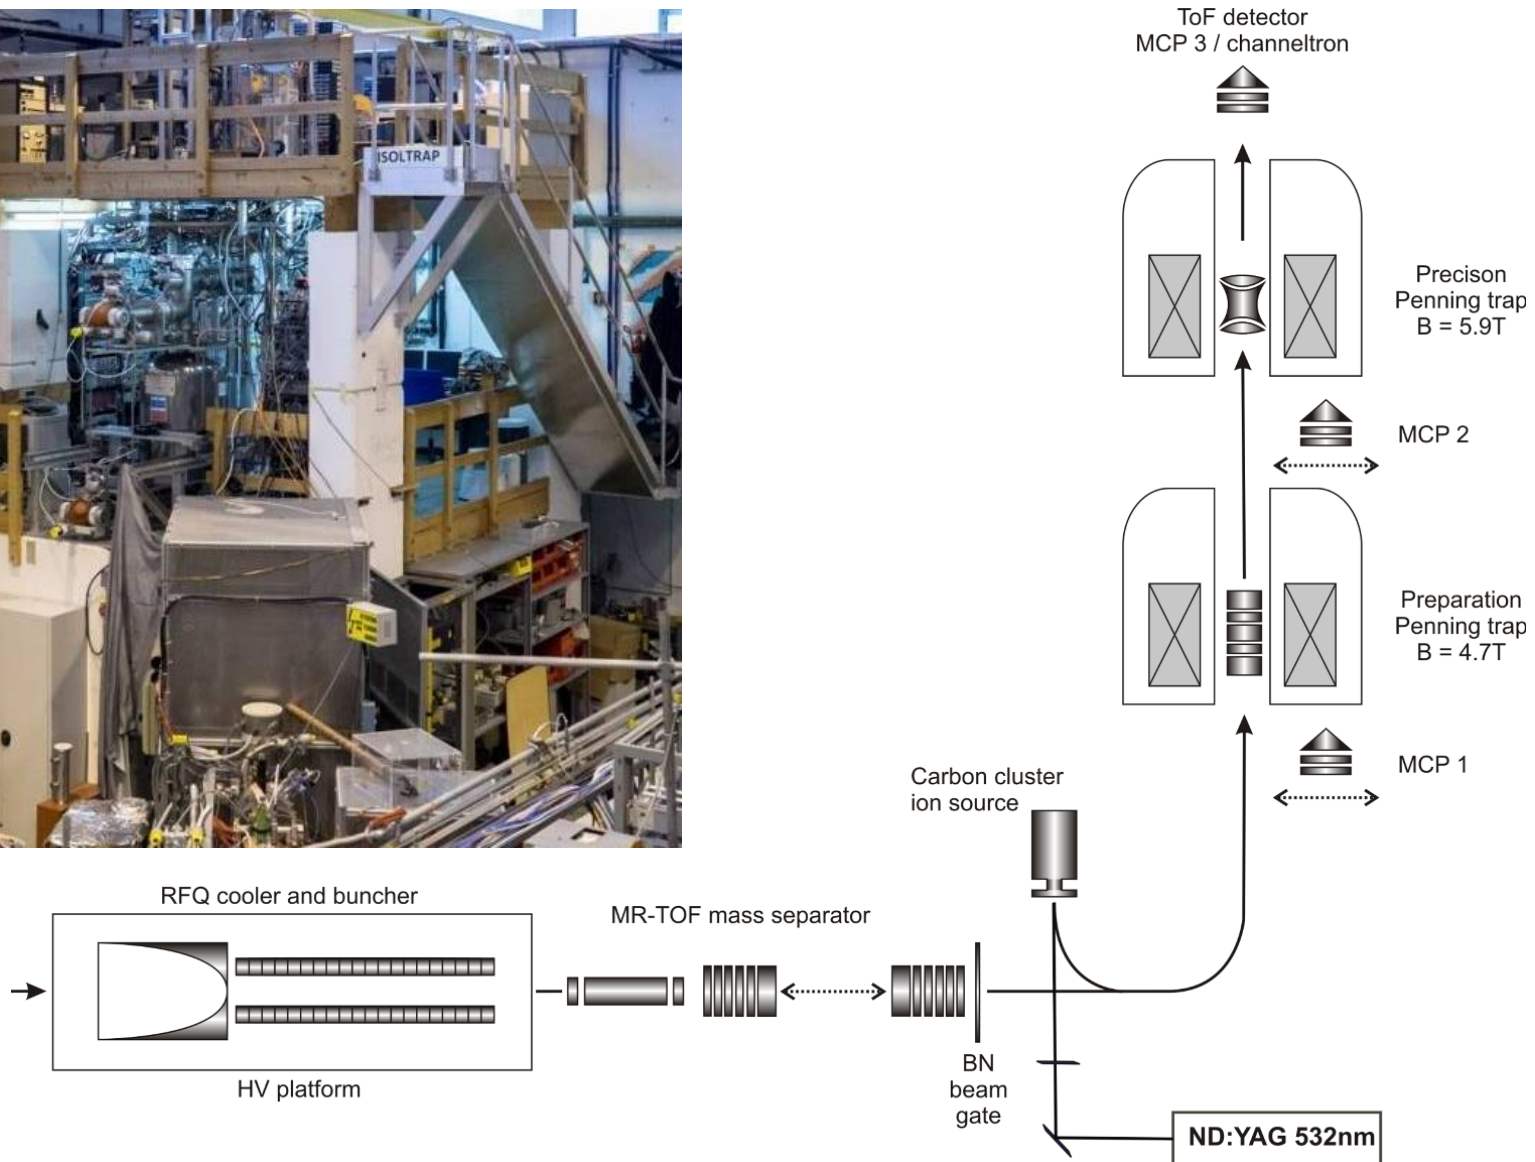 ToF detector
MCP 3 / channeltron
ISOLTRAP
Precison
Penning trap
B = 5.9T
MCP 2
Preparation
Penning trap
B = 4.7T
MCP 1
Carbon cluster
ion source
RFQ cooler and buncher
MR-TOF mass separator
HV platform
BN
beam
gate
ND:YAG 532nm